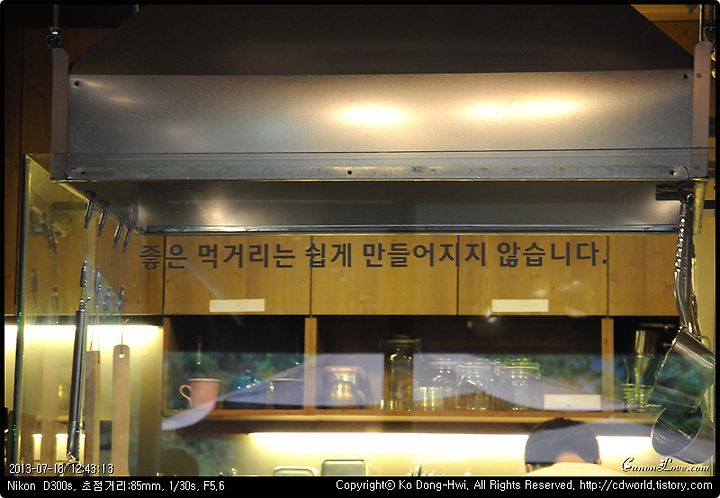 좋은 먹거리는 쉽게 만들어지지 않습니다.
2013-07-18 12:43:13
GanonLove.com
Nikon D300s, 초점거리:85mm, 1/30s, F5,6
Copyright© Ko Dong-Hwi, All Rights Reserved, http://cdworld.tistory.com